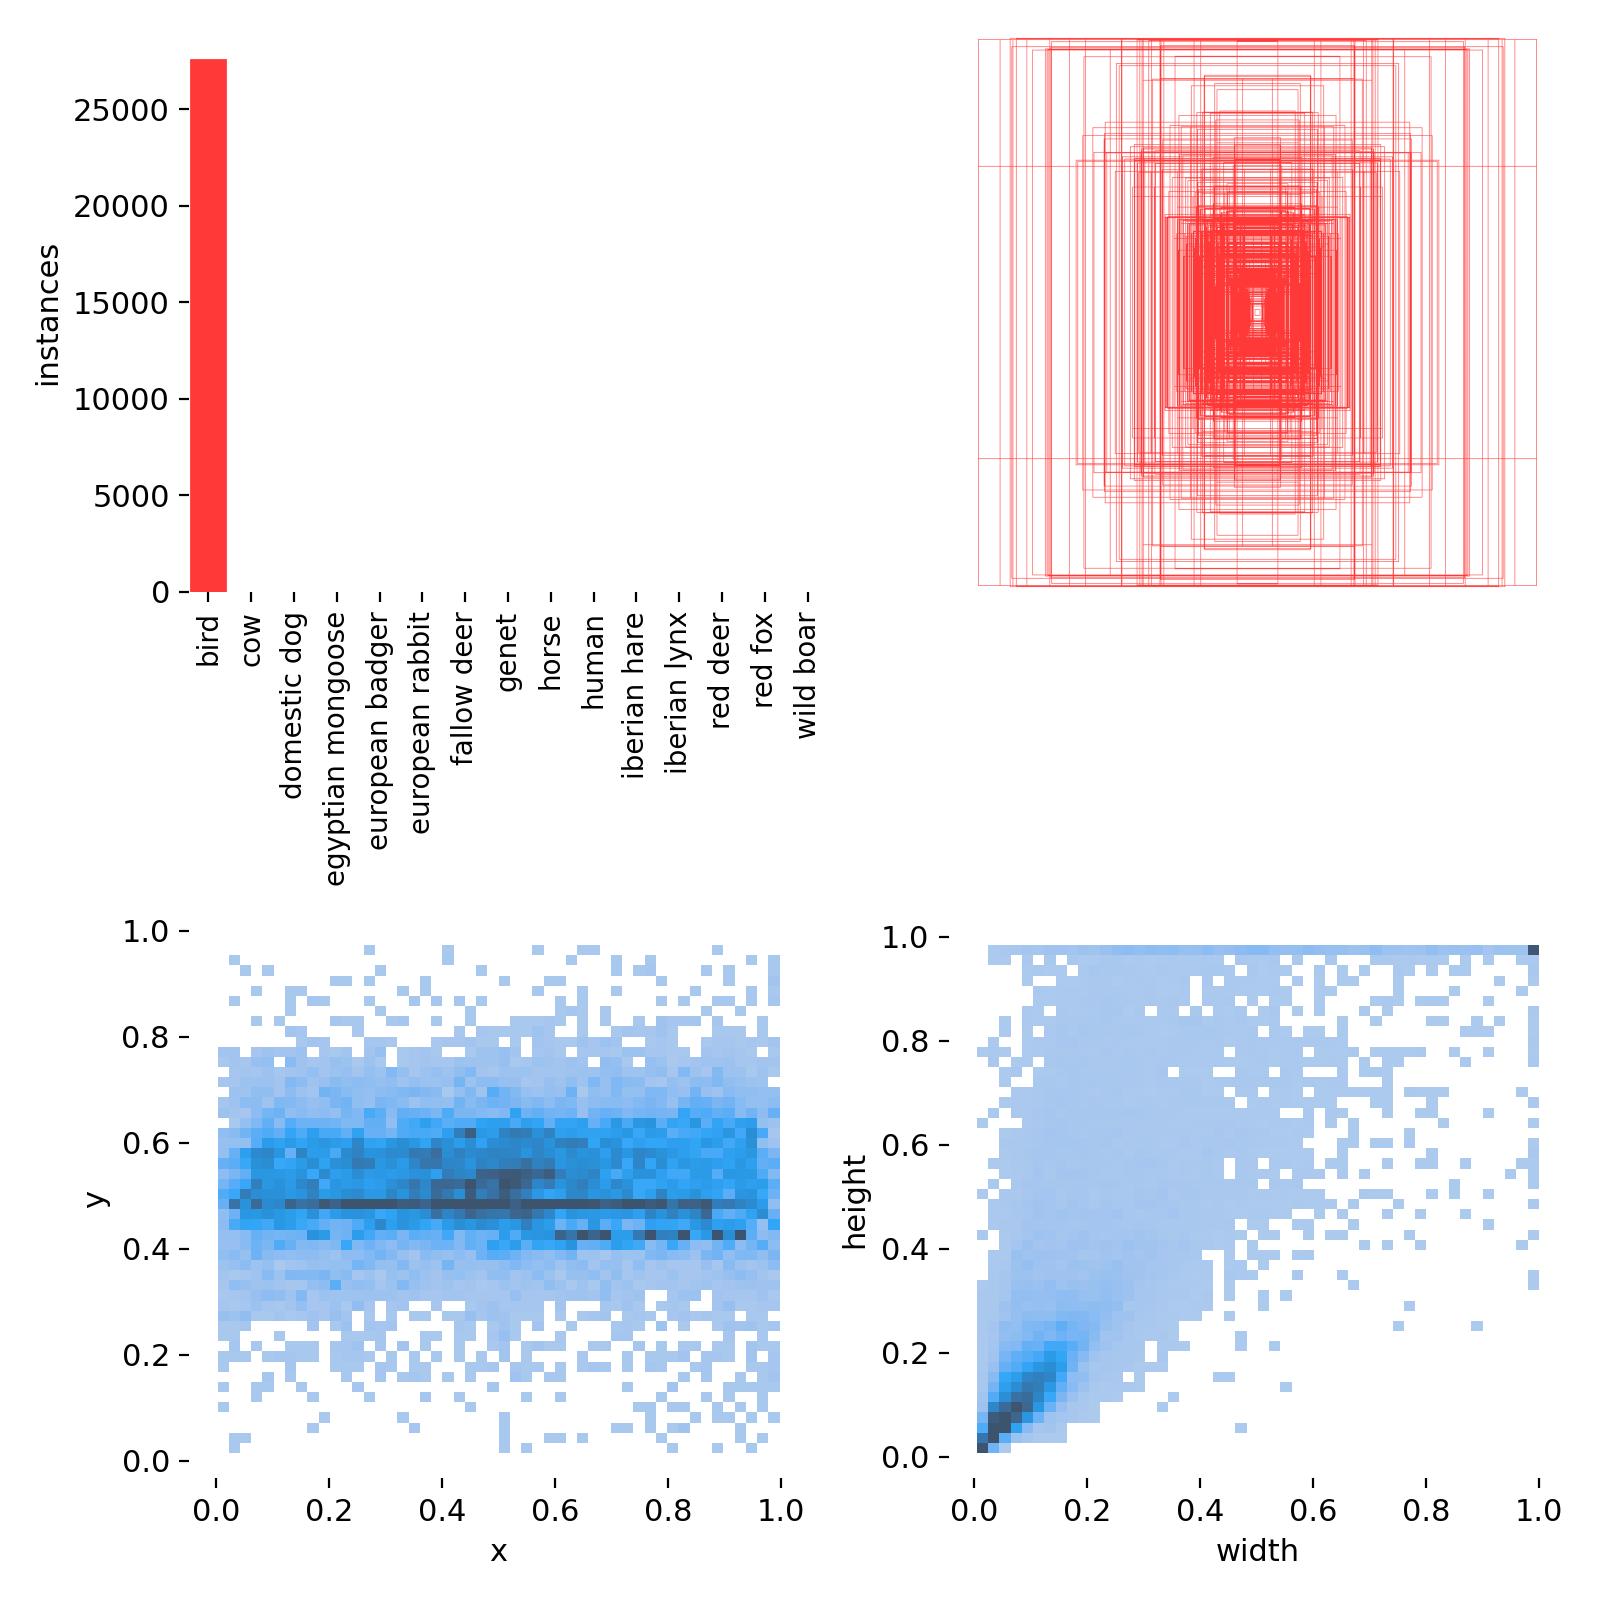 instances
25000
20000
15000
10000
5000
0
bird
cow
domestic dog
egyptian mongoose
european badger
european rabbit
fallow deer
genet
horse
human
iberian hare
iberian lynx
red deer
red fox
wild boar
y
1.0
0.8
0.6
0.4
0.2
0.0
0.0 0.2 0.4 0.6 0.8 1.0
x
height
1.0
0.8
0.6
0.4
0.2
0.0
0.0 0.2 0.4 0.6 0.8 1.0
width